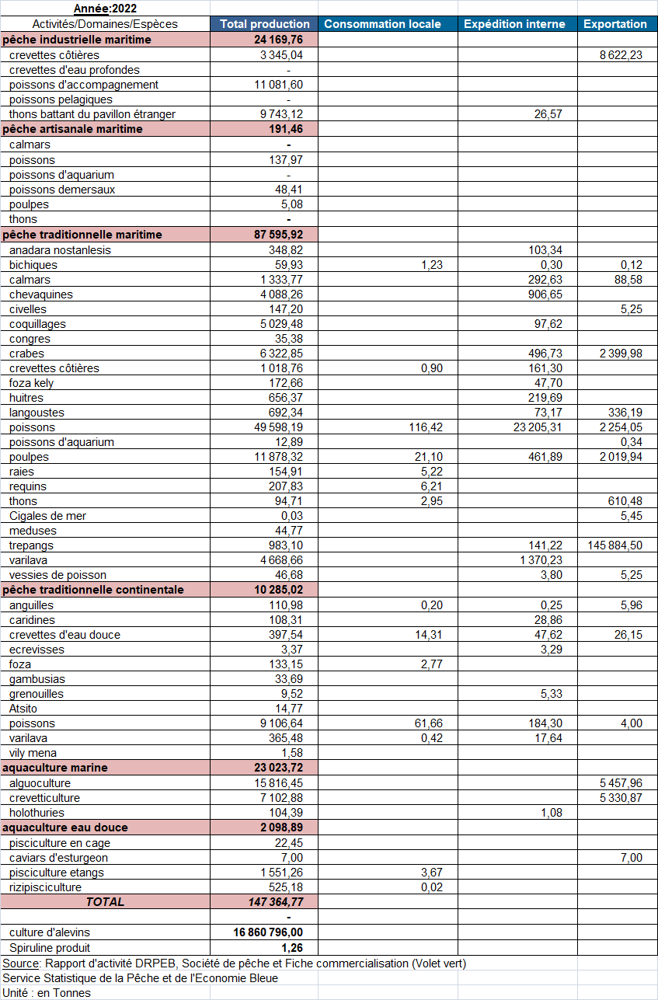 Année:2022
Activités/Domaines/Espèces Total production Consommation locale Expédition interne Exportation
pêche industrielle maritime 24 169,76
crevettes côtières 3 345,04 8 622,23
crevettes d'eau profondes -
poissons d'accompagnement 11 081,60
poissons pelagiques -
thons battant du pavillon étranger 9 743,12 26,57
pêche artisanale maritime 191,46
calmars -
poissons 137,97
poissons d'aquarium -
poissons demersaux 48,41
poulpes 5,08
thons -
pêche traditionnelle maritime 87 595,92
anadara nostanlesis 348,82 103,34
bichiques 59,93 1,23 0,30 0,12
calmars 1 333,77 292,63 88,58
chevaquines 4 088,26 906,65
civelles 147,20 5,25
coquillages 5 029,48 97,62
congres 35,38
crabes 6 322,85 496,73 2 399,98
crevettes côtières 1 018,76 0,90 161,30
foza kely 172,66 47,70
huitres 656,37 219,69
langoustes 692,34 73,17 336,19
poissons 49 598,19 116,42 23 205,31 2 254,05
poissons d'aquarium 12,89 0,34
poulpes 11 878,32 21,10 461,89 2 019,94
raies 154,91 5,22
requins 207,83 6,21
thons 94,71 2,95 610,48
Cigales de mer 0,03 5,45
meduses 44,77
trepangs 983,10 141,22 145 884,50
varilava 4 668,66 1 370,23
vessies de poisson 46,68 3,80 5,25
pêche traditionnelle continentale 10 285,02
anguilles 110,98 0,20 0,25 5,96
caridines 108,31 28,86
crevettes d'eau douce 397,54 14,31 47,62 26,15
ecrevisses 3,37 3,29
foza 133,15 2,77
gambusias 33,69
grenouilles 9,52 5,33
Atsito 14,77
poissons 9 106,64 61,66 184,30 4,00
varilava 365,48 0,42 17,64
vily mena 1,58
aquaculture marine 23 023,72
alguoculture 15 816,45 5 457,96
crevetticulture 7 102,88 5 330,87
holothuries 104,39 1,08
aquaculture eau douce 2 098,89
pisciculture en cage 22,45
caviars d'esturgeon 7,00 7,00
pisciculture etangs 1 551,26 3,67
rizipisciculture 525,18 0,02
TOTAL 147 364,77
-
culture d'alevins 16 860 796,00
Spiruline produit 1,26
Source: Rapport d'activité DRPEB, Société de pêche et Fiche commercialisation (Volet vert)
Service Statistique de la Pêche et de l'Economie Bleue
Unité : en Tonnes